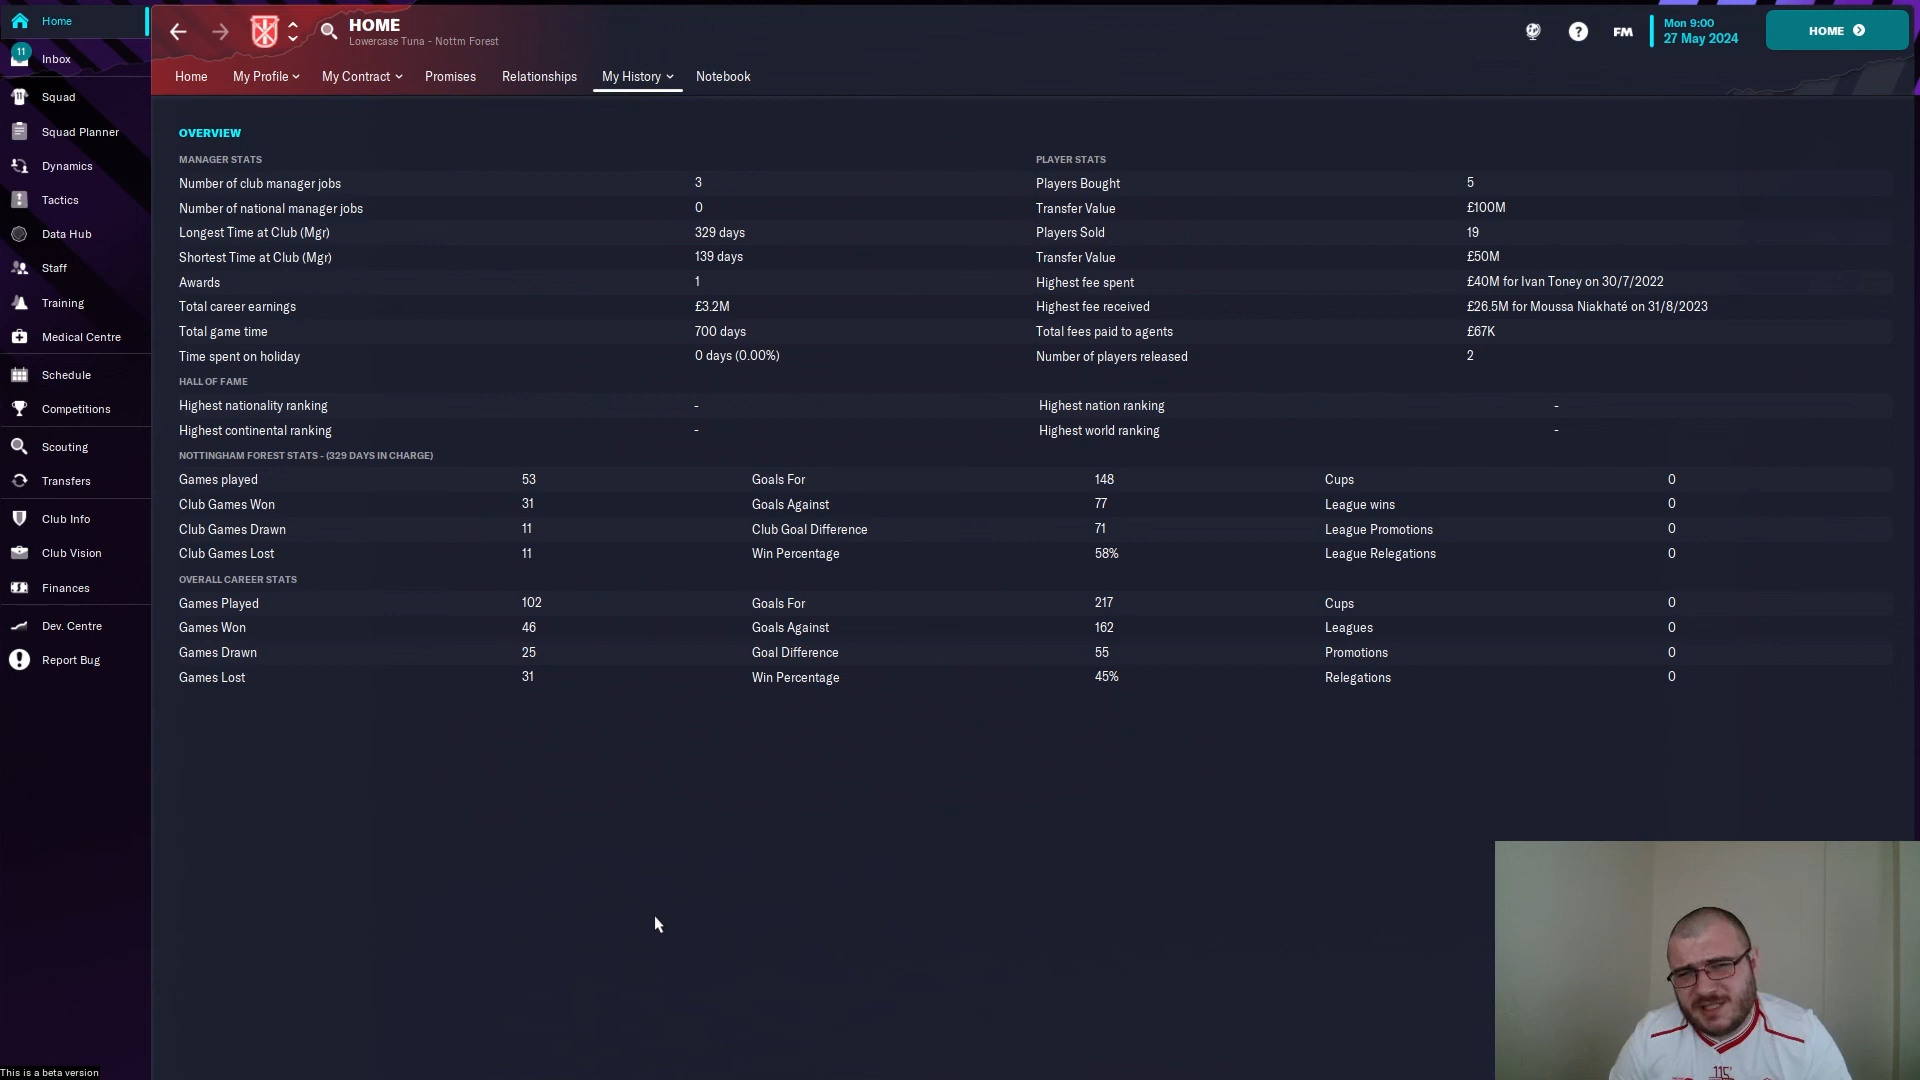 Home
11
Inbox
Squad
Squad Planner
Dynamics
Tactics
Data Hub
Staff
Training
Medical Centre
Schedule
Competitions
Scouting
Transfers
Club Info
Club Vision
Finances
Dev. Centre
Report Bug
This is a beta version
HOME
Lowercase Tuna - Nottm Forest
? FM
Mon 9:00
27 May 2024
HOME
Home My Profile My Contract Promises Relationships My History Notebook
OVERVIEW
MANAGER STATS PLAYER STATS
Number of club manager jobs 3 Players Bought 5
Number of national manager jobs 0 Transfer Value £100M
Longest Time at Club (Mgr) 329 days Players Sold 19
Shortest Time at Club (Mgr) 139 days Transfer Value £50M
Awards 1 Highest fee spent £40M for Ivan Toney on 30/7/2022
Total career earnings £3.2M Highest fee received £26.5M for Moussa Niakhaté on 31/8/2023
Total game time 700 days Total fees paid to agents £67K
Time spent on holiday 0 days (0.00%) Number of players released 2
HALL OF FAME
Highest nationality ranking - Highest nation ranking -
Highest continental ranking - Highest world ranking -
NOTTINGHAM FOREST STATS - (329 DAYS IN CHARGE)
Games played 53 Goals For 148 Cups 0
Club Games Won 31 Goals Against 77 League wins 0
Club Games Drawn 11 Club Goal Difference 71 League Promotions 0
Club Games Lost 11 Win Percentage 58% League Relegations 0
OVERALL CAREER STATS
Games Played 102 Goals For 217 Cups 0
Games Won 46 Goals Against 162 Leagues 0
Games Drawn 25 Goal Difference 55 Promotions 0
Games Lost 31 Win Percentage 45% Relegations 0
115